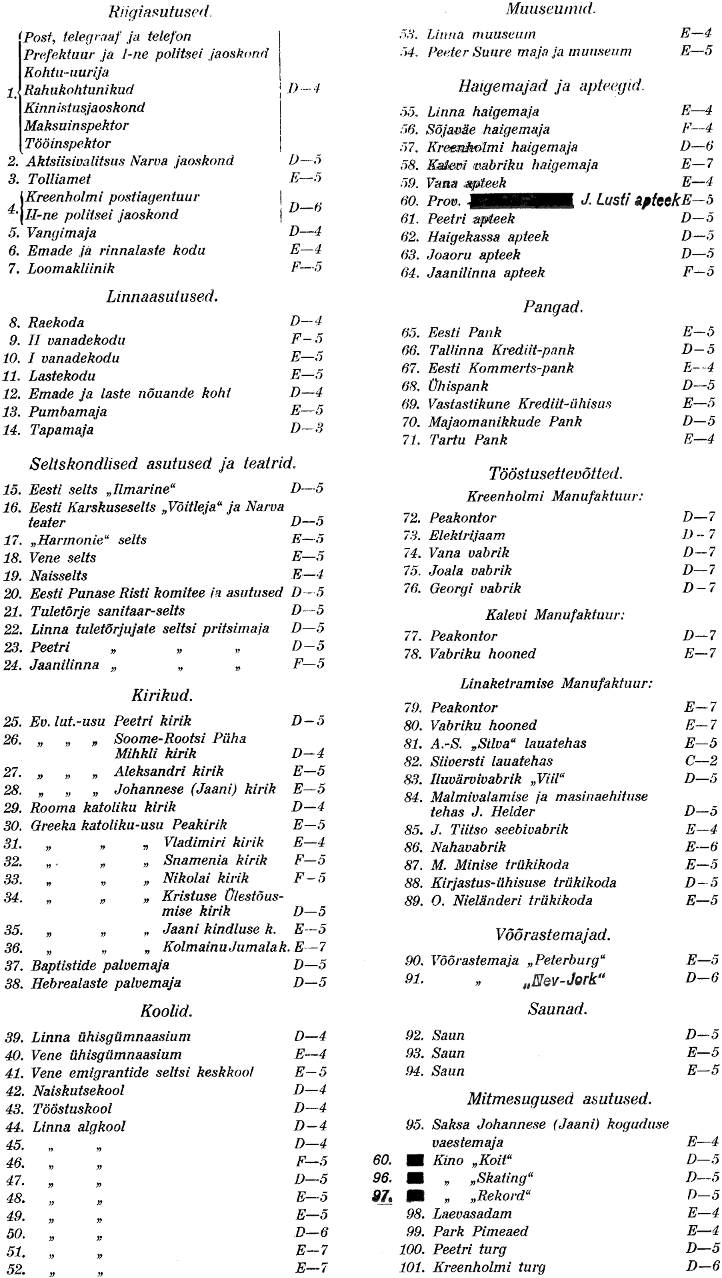 Riigiasutused.
1. Post, telegraaf ja telefon
Prefektuur ja I-ne politsei jaoskond
Kohtu-uurija
Rahukohtunikud D—4
Kinnistusjaoskond
Maksuinspektor
Tööinspektor
2. Aktsiisivalitsus Narva jaoskond D—5
3. Tolliamet E—5
4. Kreenholmi postiagentuur
II-ne politsei jaoskond D—6
5. Vangimaja D—4
6. Emade ja rinnalaste kodu E—4
7. Loomakliinik F—5
Linnaasutused.
8. Raekoda D—4
9. II vanadekodu F—5
10. I vanadekodu E—5
11. Lastekodu E—5
12. Emade ja laste nõuande koht D—4
13. Pumbamaja E—5
14. Tapamaja D—3
Seltskondlised asutused ja teatrid.
15. Eesti selts „Ilmarine“ D—5
16. Eesti Karskuseselts „Võitleja“ ja Narva
teater D—5
17. „Harmonie“ selts E—5
18. Vene selts E—5
19. Naisselts E—4
20. Eesti Punase Risti komitee ja asutused D—5
21. Tuletõrje sanitaar-selts D—5
22. Linna tuletõrjujate seltsi pritsimaja D—5
23. Peetri „ „ „ D—5
24. Jaanilinna „ „ „ F—5
Kirikud.
25. Ev. lut.-usu Peetri kirik D—5
26. „ „ „ Soome-Rootsi Püha
Mihkli kirik D—4
27. „ „ „ Aleksandri kirik E—5
28. „ „ „ Johannese (Jaani) kirik E—5
29. Rooma katoliku kirik D—4
30. Greeka katoliku-usu Peakirik E—5
31. „ „ „ Vladimiri kirik E—4
32. „ „ „ Snamenia kirik F—5
33. „ „ „ Nikolai kirik F—5
34. „ „ „ Kristuse Ülestõus-
mise kirik D—5
35. „ „ „ Jaani kindluse k. E—5
36. „ „ „ Kolmainu Jumala k. E—7
37. Baptistide palvemaja D—5
38. Hebrealaste palvemaja D—5
Koolid.
39. Linna ühisgümnaasium D—4
40. Vene ühisgümnaasium E—4
41. Vene emigrantide seltsi keskkool E—5
42. Naiskutsekool D—4
43. Tööstuskool D—4
44. Linna algkool D—4
45. „ „ D—4
46. „ „ F—5
47. „ „ D—5
48. „ „ E—5
49. „ „ E—5
50. „ „ D—6
51. „ „ E—7
52. „ „ E—7
Muuseumid.
53. Linna muuseum E—4
54. Peeter Suure maja ja muuseum E—5
Haigemajad ja apteegid.
55. Linna haigemaja E—4
56. Sõjaväe haigemaja F—4
57. Kreenholmi haigemaja D—6
58. Kalevi vabriku haigemaja E—7
59. Vana apteek E—4
60. Prov. J. Lusti apteek E—5
61. Peetri apteek D—5
62. Haigekassa apteek D—5
63. Joaoru apteek D—5
64. Jaanilinna apteek F—5
Pangad.
65. Eesti Pank E—5
66. Tallinna Krediit-pank D—5
67. Eesti Kommerts-pank E—4
68. Ühispank D—5
69. Vastastikune Krediit-ühisus E—5
70. Majaomanikkude Pank D—5
71. Tartu Pank E—4
Tööstusettevõtted.
Kreenholmi Manufaktuur:
72. Peakontor D—7
73. Elektrijaam D—7
74. Vana vabrik D—7
75. Joala vabrik D—7
76. Georgi vabrik D—7
Kalevi Manufaktuur:
77. Peakontor D—7
78. Vabriku hooned E—7
Linaketramise Manufaktuur:
79. Peakontor E—7
80. Vabriku hooned E—7
81. A.-S. „Silva“ lauatehas E—5
82. Siiversti lauatehas C—2
83. Iluvärvivabrik „Viil“ D—5
84. Malmivalamise ja masinaehituse
tehas J. Helder D—5
85. J. Tiitso seebivabrik E—4
86. Nahavabrik E—6
87. M. Minise trükikoda E—5
88. Kirjastus-ühisuse trükikoda D—5
89. O. Nieländeri trükikoda E—5
Võõrastemajad.
90. Võõrastemaja „Peterburg“ E—5
91. „ „Nev-Jork“ D—6
Saunad.
92. Saun D—5
93. Saun E—5
94. Saun E—5
Mitmesugused asutused.
95. Saksa Johannese (Jaani) koguduse
vaestemaja E—4
60. Kino „Koit“ D—5
96. „ „Skating“ D—5
97. „ „Rekord“ D—5
98. Laevasadam E—4
99. Park Pimeaed E—4
100. Peetri turg D—5
101. Kreenholmi turg D—6